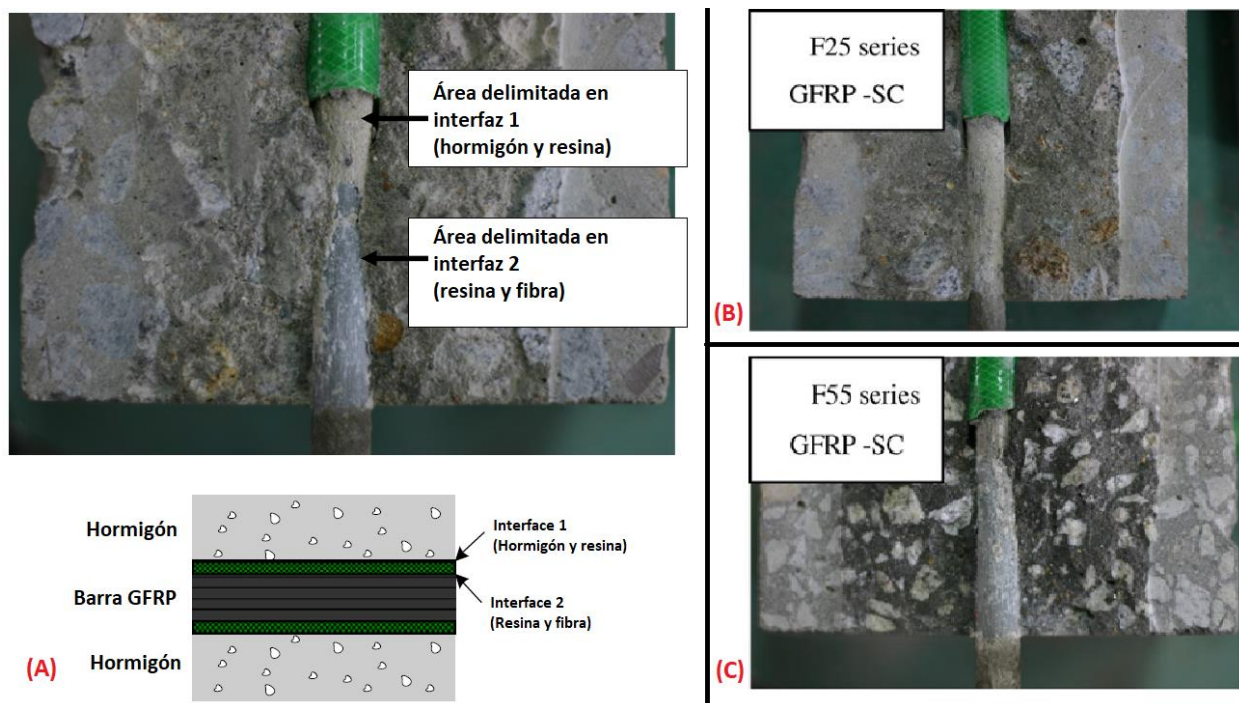 Área delimitada en
interfaz 1
(hormigón y resina)
Área delimitada en
interfaz 2
(resina y fibra)
Hormigón
Interface 1
(Hormigón y resina)
Barra GFRP
Interface 2
(Resina y fibra)
Hormigón
(A)
F25 series
GFRP -SC
(B)
F55 series
GFRP -SC
(C)